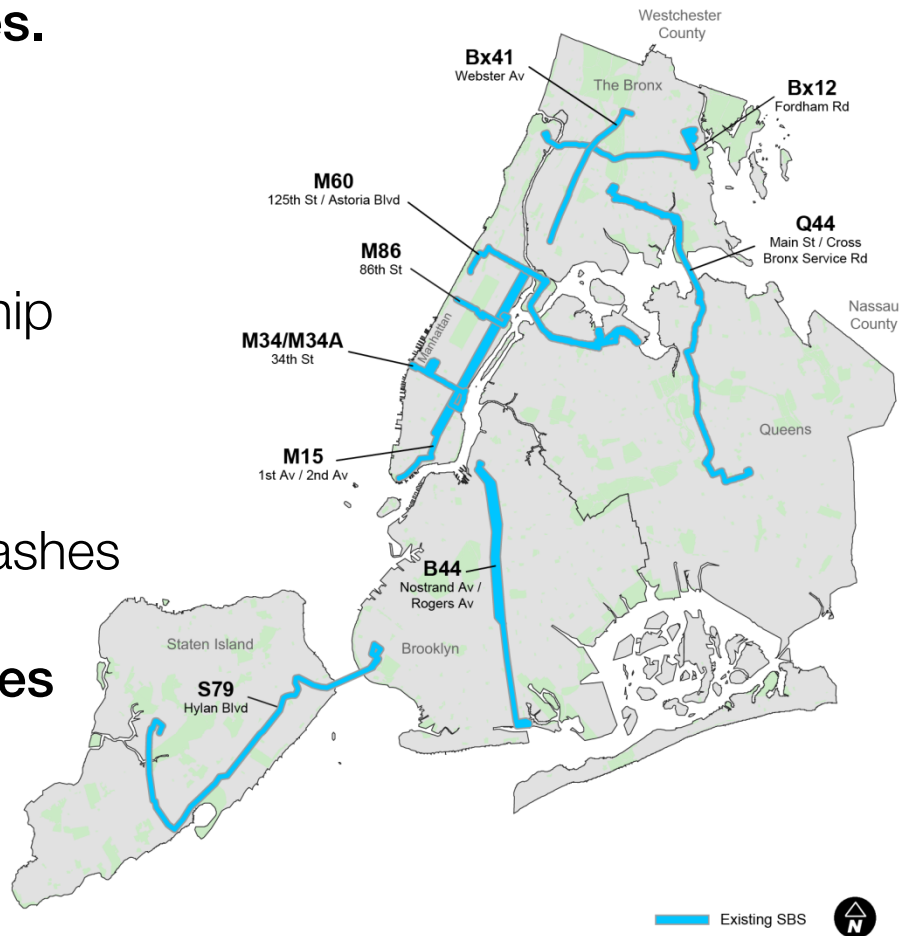 es.
hip
ashes
es
Westchester
County
Bx41
Webster Av
The Bronx
Bx12
Fordham Rd
M60
125th St / Astoria Blvd
Q44
Main St / Cross
Bronx Service Rd
M86
86th St
Nassau
County
M34/M34A
34th St
Manhattan
Queens
M15
1st Av / 2nd Av
B44
Nostrand Av /
Rogers Av
Brooklyn
Staten Island
S79
Hylan Blvd
Existing SBS
N